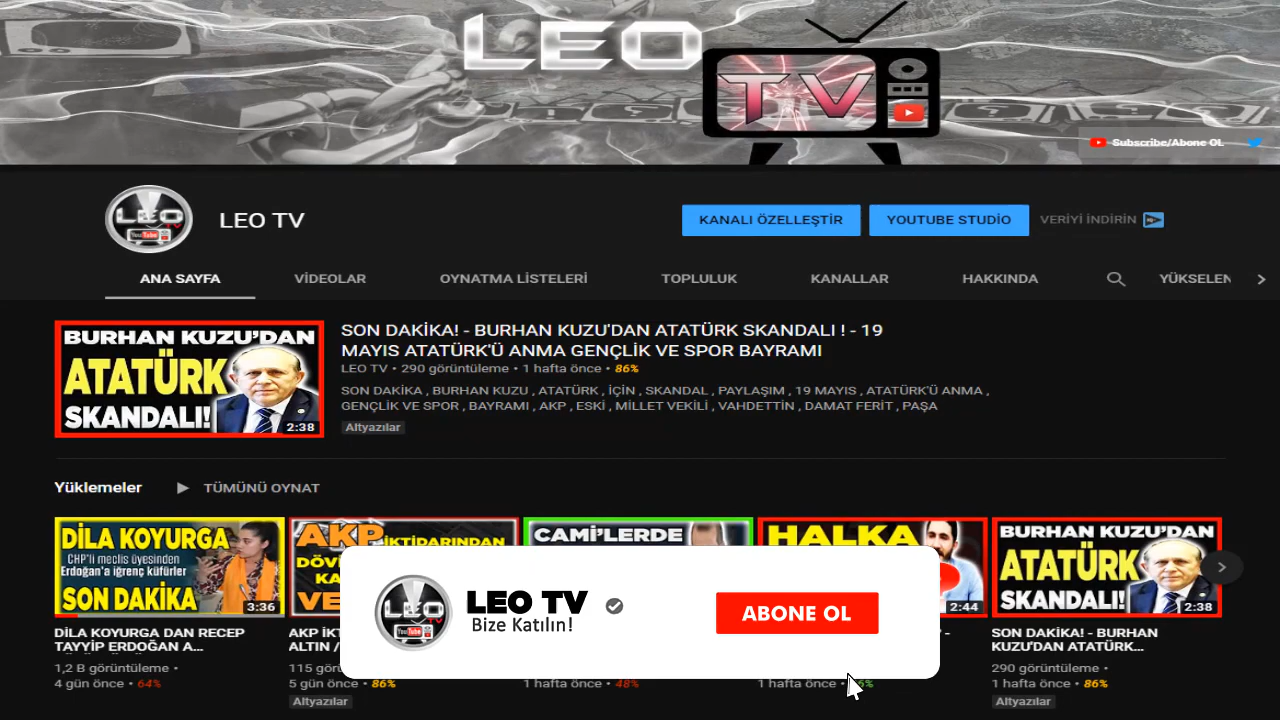 LEO
TV
Subscribe/Abone OL
LEO TV
KANALI ÖZELLEŞTİR
YOUTUBE STUDİO
VERİYİ İNDİRİN
ANA SAYFA
VİDEOLAR
OYNATMA LİSTELERİ
TOPLULUK
KANALLAR
HAKKINDA
YÜKSELEN
BURHAN KUZU'DAN
ATATÜRK
SKANDALI!
2:38
SON DAKİKA! - BURHAN KUZU'DAN ATATÜRK SKANDALI ! - 19
MAYIS ATATÜRK'Ü ANMA GENÇLİK VE SPOR BAYRAMI
LEO TV • 290 görüntüleme • 1 hafta önce • 86%
SON DAKİKA , BURHAN KUZU , ATATÜRK , İÇİN , SKANDAL , PAYLAŞIM , 19 MAYIS , ATATÜRK'Ü ANMA ,
GENÇLİK VE SPOR , BAYRAMI , AKP , ESKİ , MİLLET VEKİLİ , VAHDETTİN , DAMAT FERİT , PAŞA
Altyazılar
Yüklemeler
TÜMÜNÜ OYNAT
DİLA KOYURGA
CHP'li meclis üyesinden
Erdoğan'a iğrenç küfürler
SON DAKİKA
3:36
DİLA KOYURGA DAN RECEP
TAYYİP ERDOĞAN A...
1,2 B görüntüleme •
4 gün önce • 64%
AKP İKTİDARINDAN
5 gün önce • 86%
Altyazılar
CAMİ'LERDE
1 hafta önce • 48%
HALKA
2:44
1 hafta önce •
BURHAN KUZU'DAN
ATATÜRK
SKANDALI!
2:38
SON DAKİKA! - BURHAN
KUZU'DAN ATATÜRK...
290 görüntüleme •
1 hafta önce • 86%
Altyazılar
LEO
YouTube
LEO TV
Bize Katılın!
ABONE OL